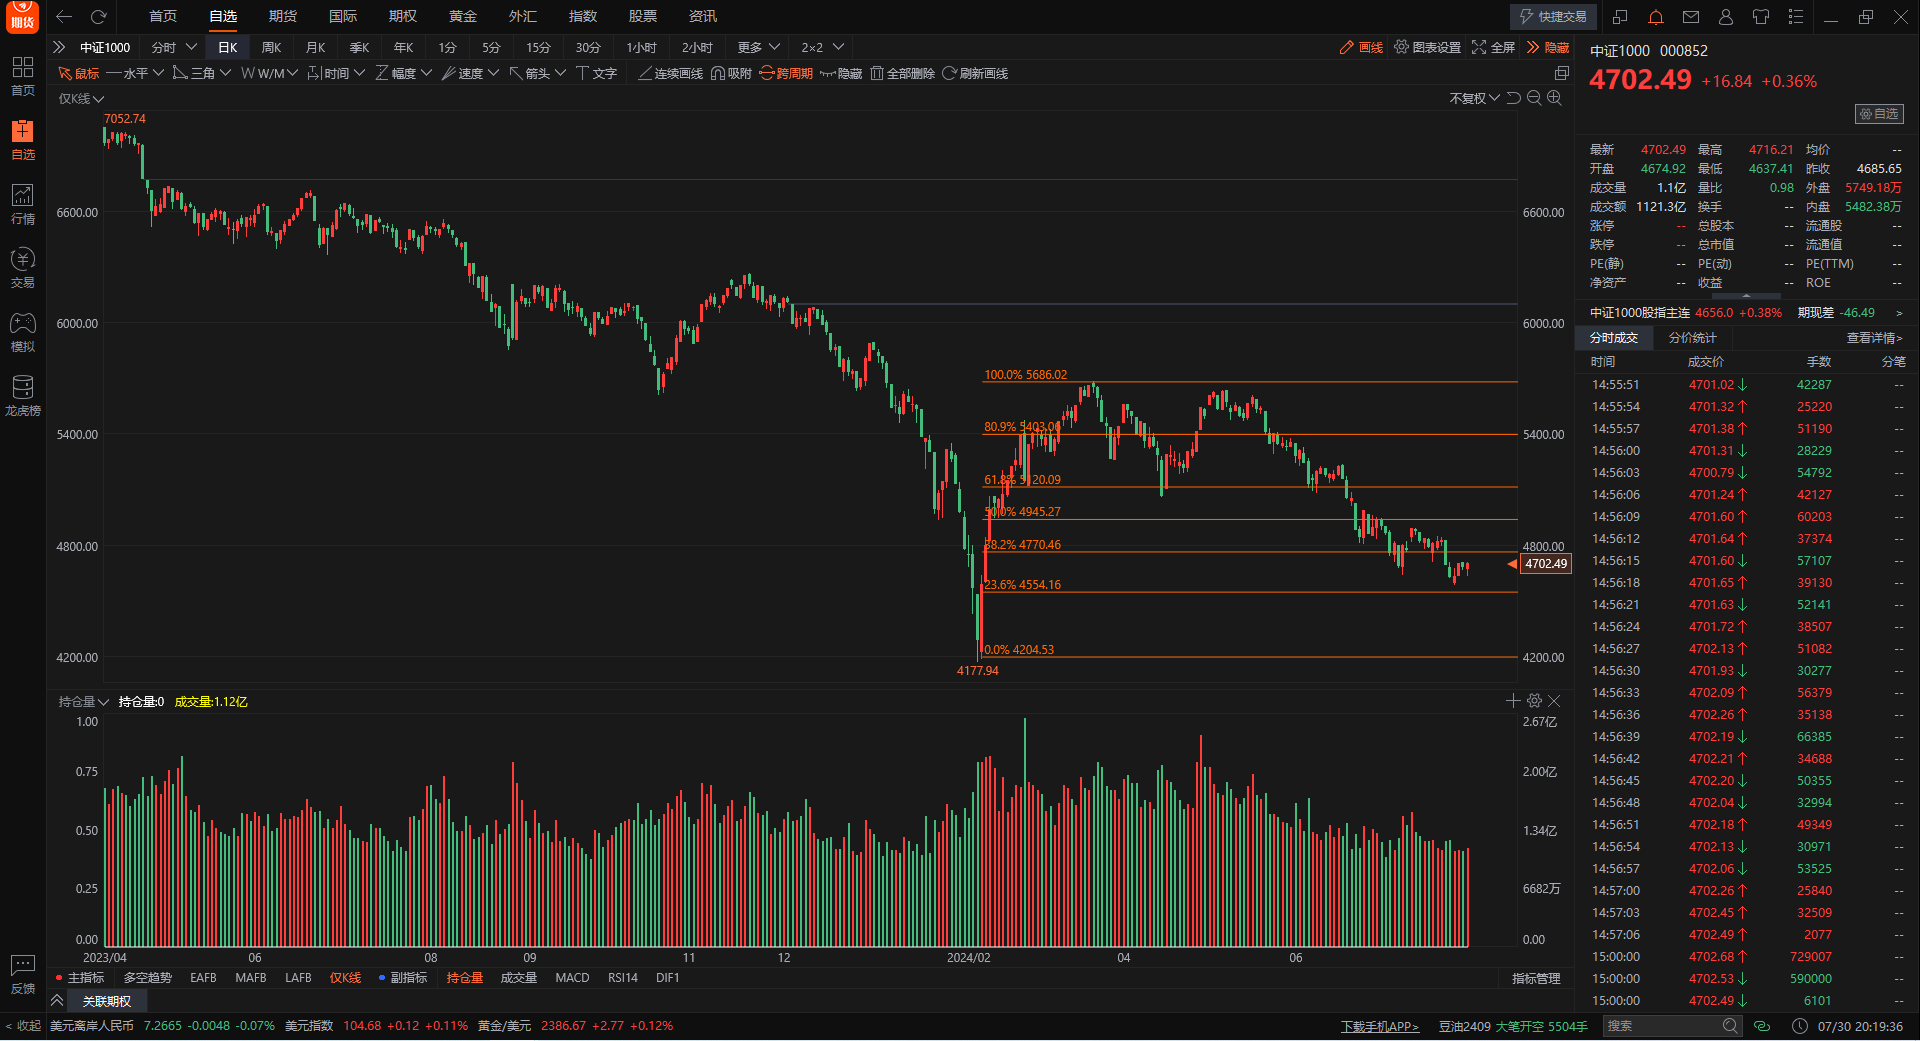 期货 首页 自选 期货 国际 期权 黄金 外汇 指数 股票 资讯 快捷交易
中证1000 分时 日K 周K 月K 季K 年K 1分 5分 15分 30分 1小时 2小时 更多 2×2 画线 图表设置 全屏 隐藏
鼠标 水平 三角 W/M 时间 幅度 速度 箭头 文字 连续画线 吸附 跨周期 隐藏 全部删除 刷新画线
首页
自选
行情
交易
模拟
龙虎榜
反馈
< 收起
仅K线 不复权
7052.74
6600.00 6600.00
6000.00 6000.00
100.0% 5686.02
80.9% 5403.06
5400.00 5400.00
61.8% 5120.09
50.0% 4945.27
38.2% 4770.46
4800.00 4800.00
4702.49
23.6% 4554.16
0.0% 4204.53
4200.00 4200.00
4177.94
持仓量 持仓量:0 成交量:1.12亿
1.00 2.67亿
0.75 2.00亿
0.50 1.34亿
0.25 6682万
0.00 0.00
2023/04 06 08 09 11 12 2024/02 04 06
主指标 多空趋势 EAFB MAFB LAFB 仅K线 副指标 持仓量 成交量 MACD RSI14 DIF1 指标管理
关联期权
中证1000 000852
4702.49 +16.84 +0.36%
自选
最新 4702.49 最高 4716.21 均价 --
开盘 4674.92 最低 4637.41 昨收 4685.65
成交量 1.1亿 量比 0.98 外盘 5749.18万
成交额 1121.3亿 换手 -- 内盘 5482.38万
涨停 -- 总股本 -- 流通股 --
跌停 -- 总市值 -- 流通值 --
PE(静) -- PE(动) -- PE(TTM) --
净资产 -- 收益 -- ROE --
中证1000股指主连 4656.0 +0.38% 期现差 -46.49 >
分时成交 分价统计 查看详情>
时间 成交价 手数 分笔
14:55:51 4701.02↓ 42287 --
14:55:54 4701.32↑ 25220 --
14:55:57 4701.38↑ 51190 --
14:56:00 4701.31↓ 28229 --
14:56:03 4700.79↓ 54792 --
14:56:06 4701.24↑ 42127 --
14:56:09 4701.60↑ 60203 --
14:56:12 4701.64↑ 37374 --
14:56:15 4701.60↓ 57107 --
14:56:18 4701.65↑ 39130 --
14:56:21 4701.63↓ 52141 --
14:56:24 4701.72↑ 38507 --
14:56:27 4702.13↑ 51082 --
14:56:30 4701.93↓ 30277 --
14:56:33 4702.09↑ 56379 --
14:56:36 4702.26↑ 35138 --
14:56:39 4702.19↓ 66385 --
14:56:42 4702.21↑ 34688 --
14:56:45 4702.20↓ 50355 --
14:56:48 4702.04↓ 32994 --
14:56:51 4702.18↑ 49349 --
14:56:54 4702.13↓ 30971 --
14:56:57 4702.06↓ 53525 --
14:57:00 4702.26↑ 25840 --
14:57:03 4702.45↑ 32509 --
14:57:06 4702.49↑ 2077 --
15:00:00 4702.68↑ 729007 --
15:00:00 4702.53↓ 590000 --
15:00:00 4702.49↓ 6101 --
美元离岸人民币 7.2665 -0.0048 -0.07% 美元指数 104.68 +0.12 +0.11% 黄金/美元 2386.67 +2.77 +0.12% 下载手机APP> 豆油2409 大笔开空 5504手 搜索 07/30 20:19:36